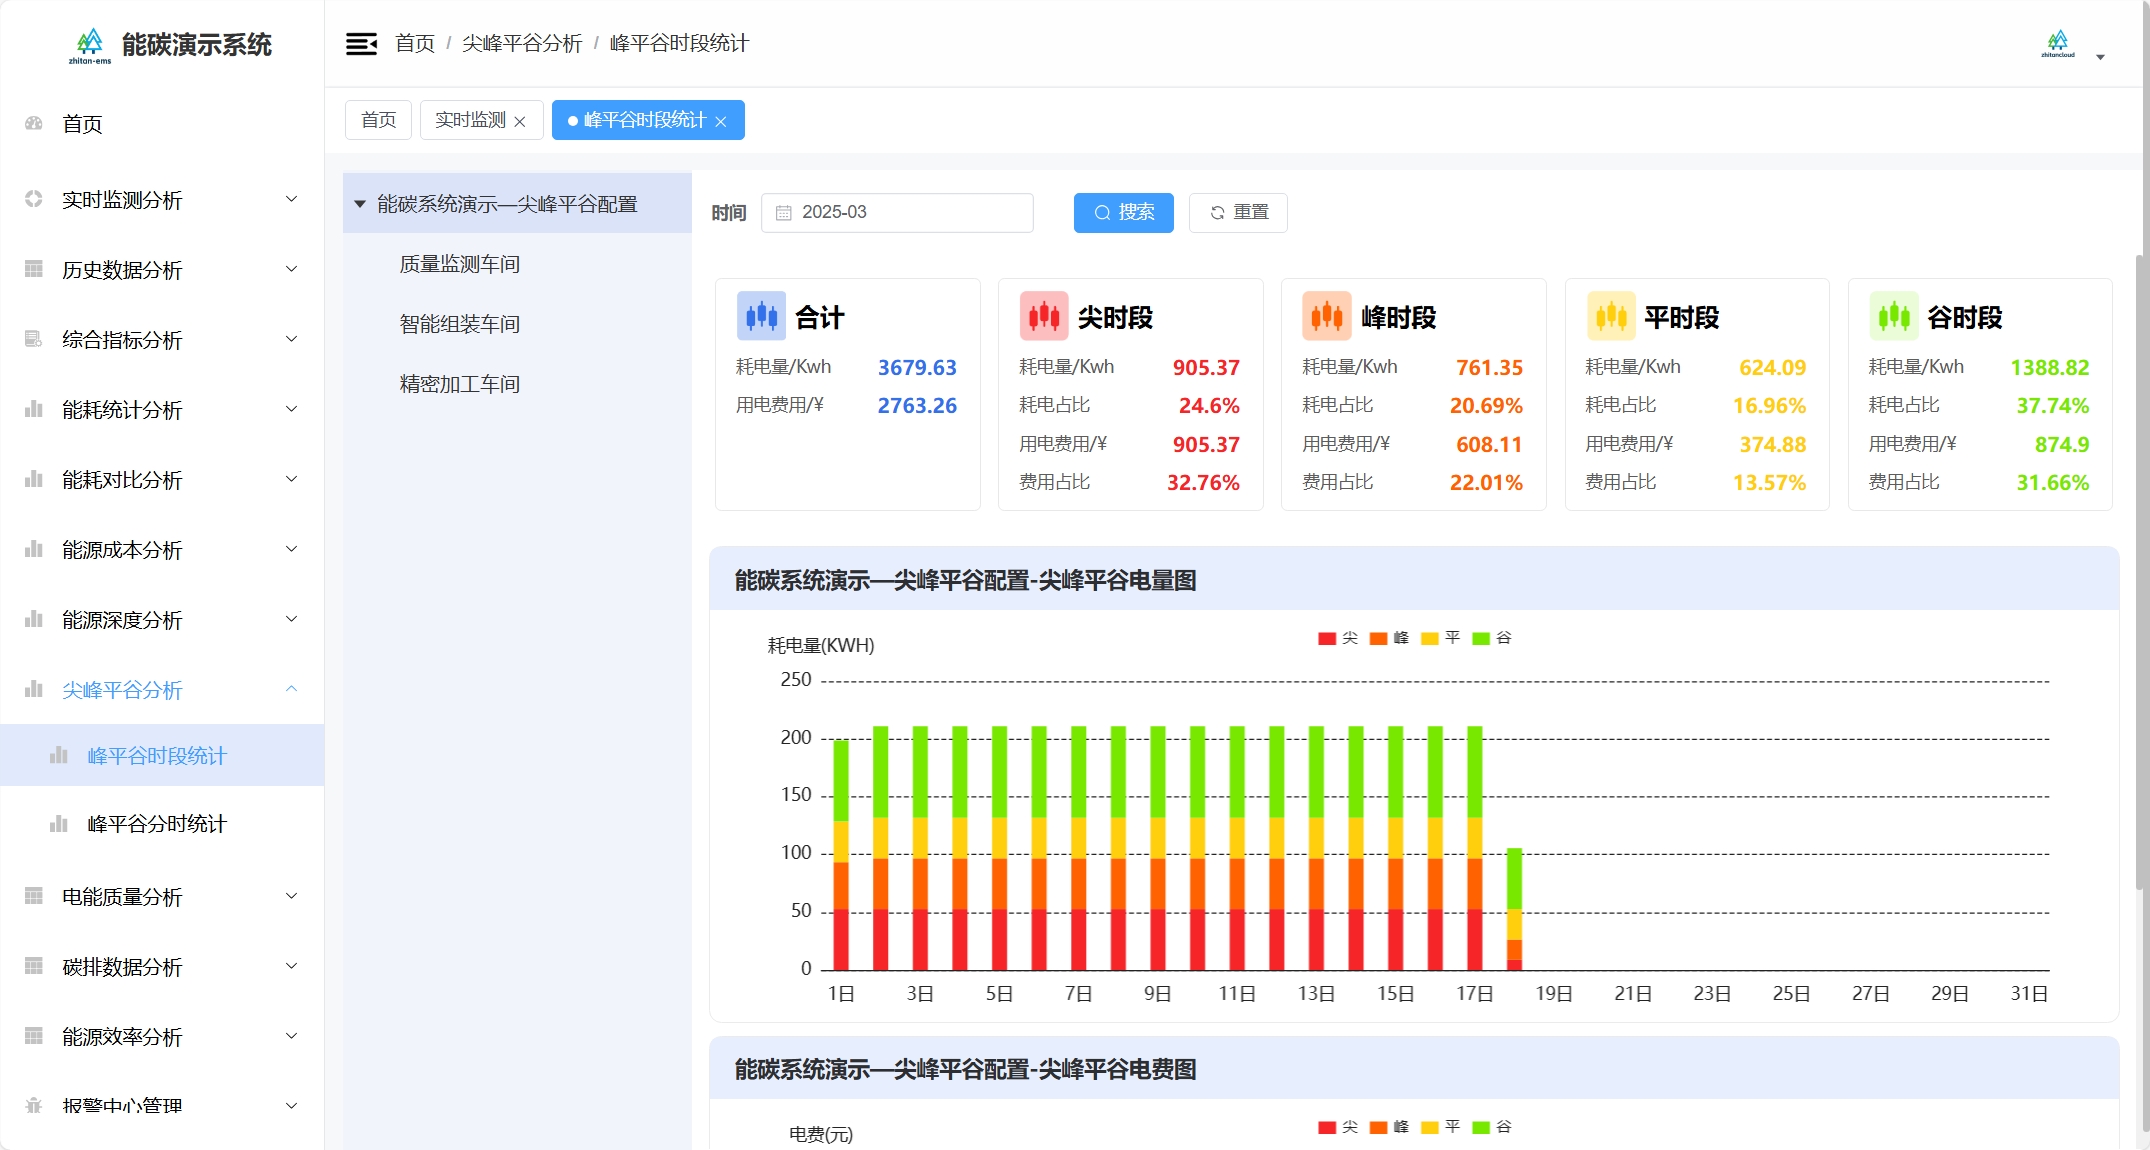 zhitan-ems
能碳演示系统
首页
实时监测分析
历史数据分析
综合指标分析
能耗统计分析
能耗对比分析
能源成本分析
能源深度分析
尖峰平谷分析
峰平谷时段统计
峰平谷分时统计
电能质量分析
碳排数据分析
能源效率分析
报警中心管理
首页 / 尖峰平谷分析 / 峰平谷时段统计
zhitancloud
首页 实时监测 峰平谷时段统计
能碳系统演示—尖峰平谷配置
质量监测车间
智能组装车间
精密加工车间
时间 2025-03 搜索 重置
合计
耗电量/Kwh 3679.63
用电费用/¥ 2763.26
尖时段
耗电量/Kwh 905.37
耗电占比 24.6%
用电费用/¥ 905.37
费用占比 32.76%
峰时段
耗电量/Kwh 761.35
耗电占比 20.69%
用电费用/¥ 608.11
费用占比 22.01%
平时段
耗电量/Kwh 624.09
耗电占比 16.96%
用电费用/¥ 374.88
费用占比 13.57%
谷时段
耗电量/Kwh 1388.82
耗电占比 37.74%
用电费用/¥ 874.9
费用占比 31.66%
能碳系统演示—尖峰平谷配置-尖峰平谷电量图
尖 峰 平 谷
耗电量(KWH)
250
200
150
100
50
0
1日 3日 5日 7日 9日 11日 13日 15日 17日 19日 21日 23日 25日 27日 29日 31日
能碳系统演示—尖峰平谷配置-尖峰平谷电费图
尖 峰 平 谷
电费(元)